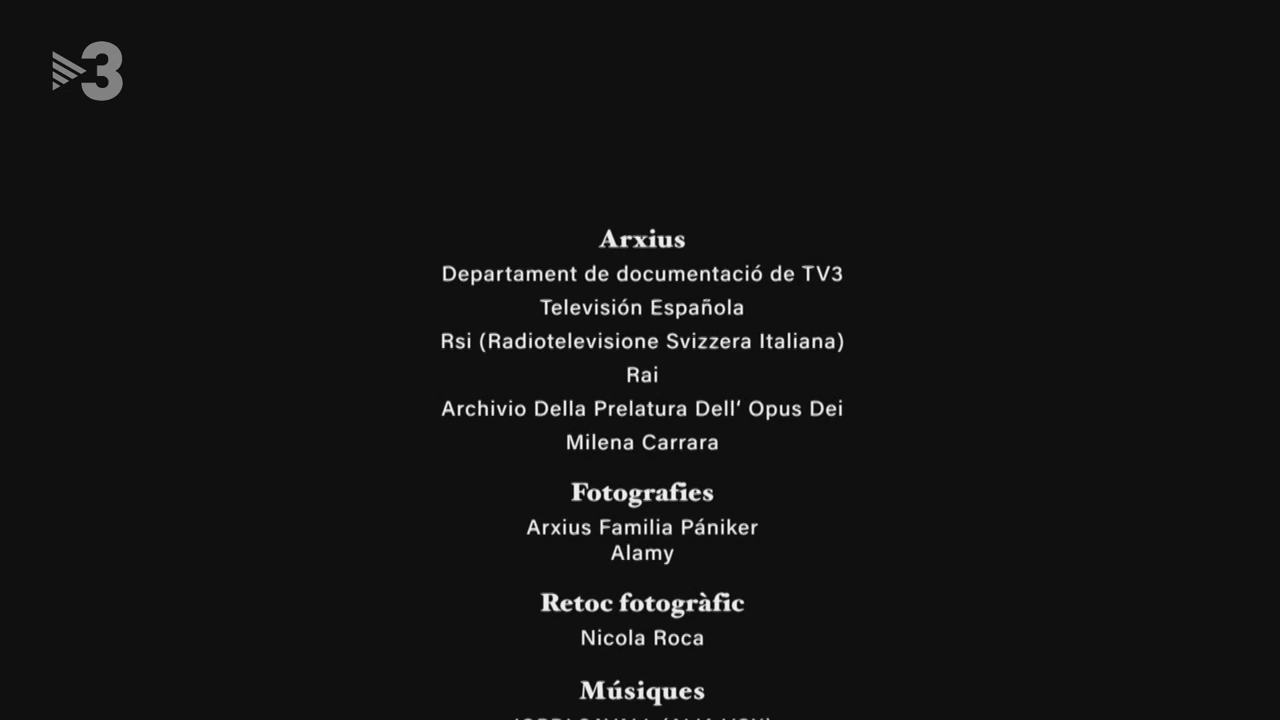 3
Arxius
Departament de documentació de TV3
Televisión Española
Rsi (Radiotelevisione Svizzera Italiana)
Rai
Archivio Della Prelatura Dell’ Opus Dei
Milena Carrara
Fotografies
Arxius Familia Pániker
Alamy
Retoc fotogràfic
Nicola Roca
Músiques